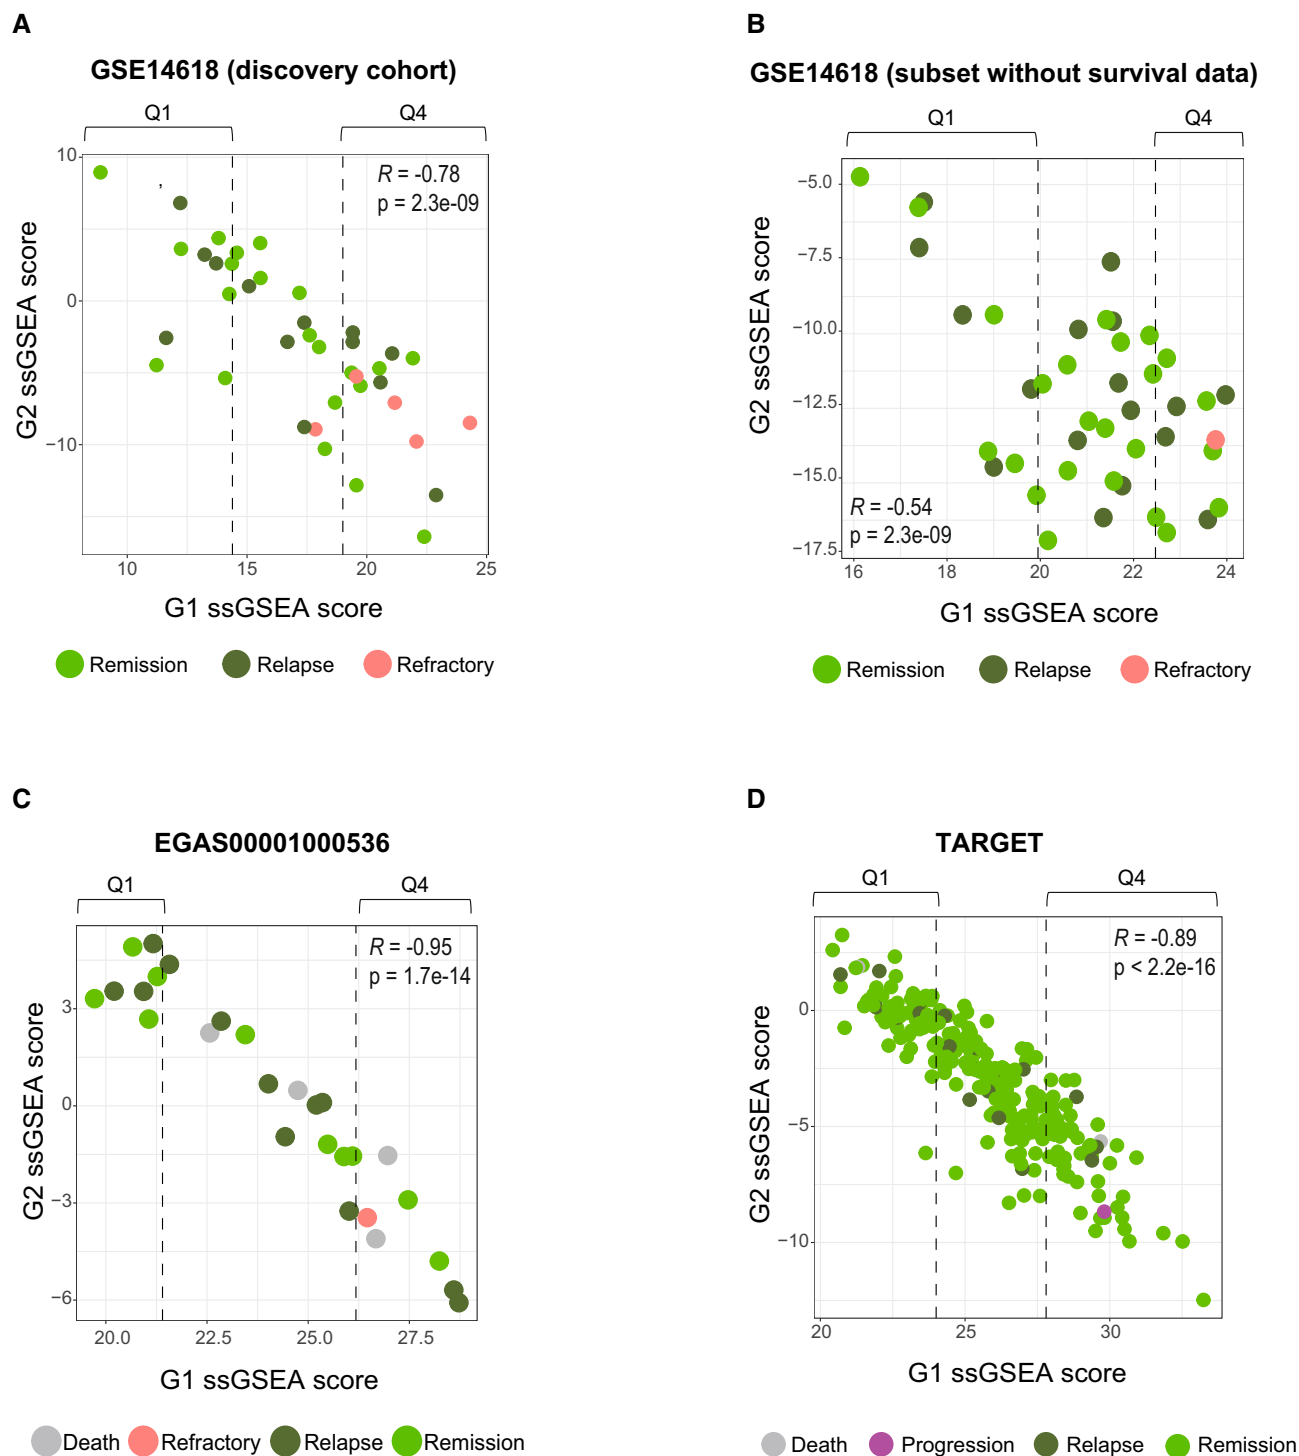 A
GSE14618 (discovery cohort)
Q1
Q4
R = -0.78
p = 2.3e-09
,
10
0
−10
G2 ssGSEA score
10
15
20
25
G1 ssGSEA score
Remission
Relapse
Refractory
B
GSE14618 (subset without survival data)
Q1
Q4
−5.0
−7.5
−10.0
−12.5
−15.0
−17.5
G2 ssGSEA score
R = -0.54
p = 2.3e-09
16
18
20
22
24
G1 ssGSEA score
Remission
Relapse
Refractory
C
EGAS00001000536
Q1
Q4
R = -0.95
p = 1.7e-14
3
0
−3
−6
G2 ssGSEA score
20.0
22.5
25.0
27.5
G1 ssGSEA score
Death
Refractory
Relapse
Remission
D
TARGET
Q1
Q4
R = -0.89
p < 2.2e-16
0
−5
−10
G2 ssGSEA score
20
25
30
G1 ssGSEA score
Death
Progression
Relapse
Remission